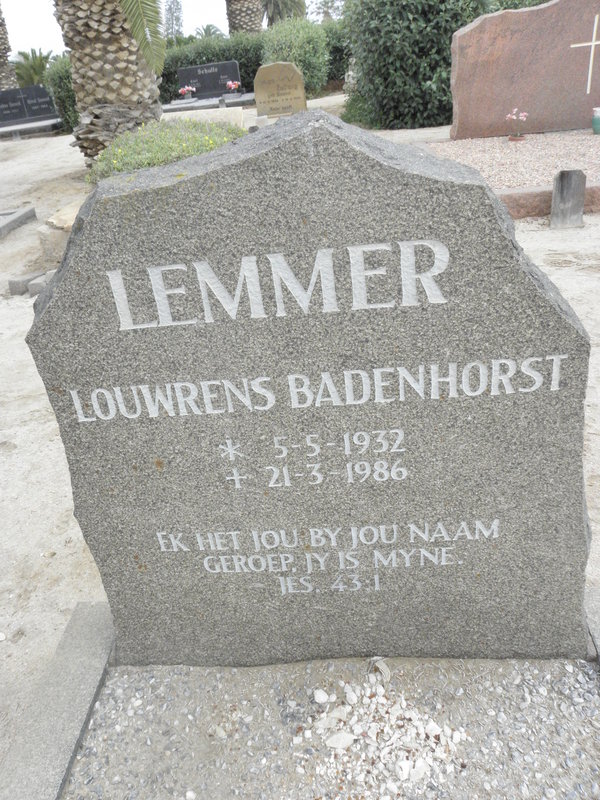 LEMMER
LOUWRENS BADENHORST
* 5-5-1932
+ 21-3-1986
EK HET JOU BY JOU NAAM
GEROEP, JY IS MYNE.
JES. 43.1
Schultz